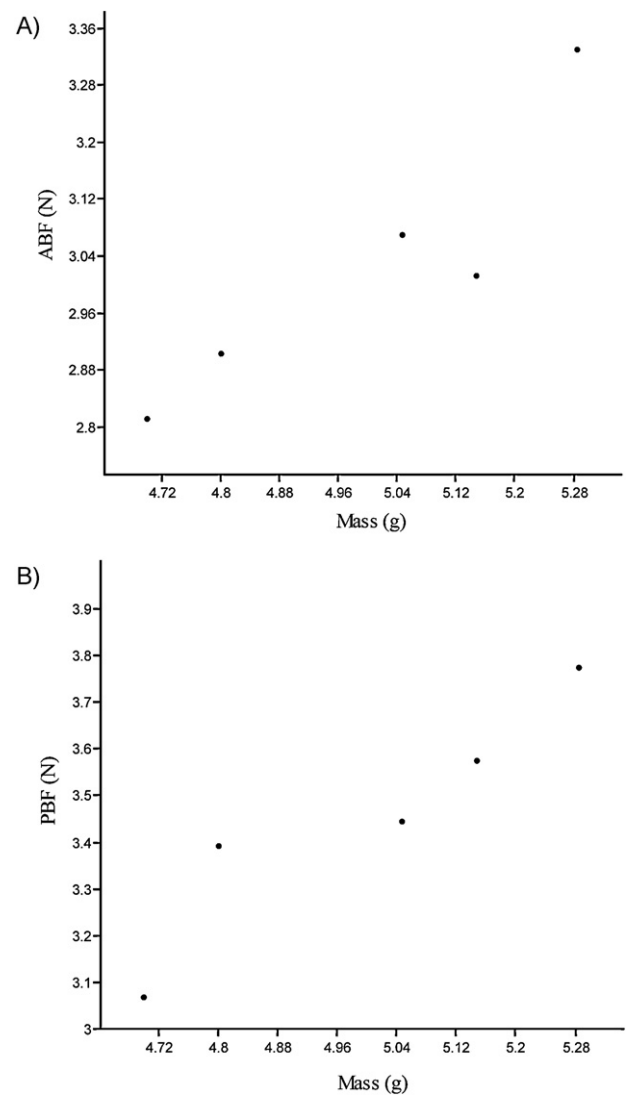 A)
3.36
3.28
3.2
3.12
3.04
2.96
2.88
2.8
ABF (N)
4.72 4.8 4.88 4.96 5.04 5.12 5.2 5.28
Mass (g)
B)
3.9
3.8
3.7
3.6
3.5
3.4
3.3
3.2
3.1
3
PBF (N)
4.72 4.8 4.88 4.96 5.04 5.12 5.2 5.28
Mass (g)